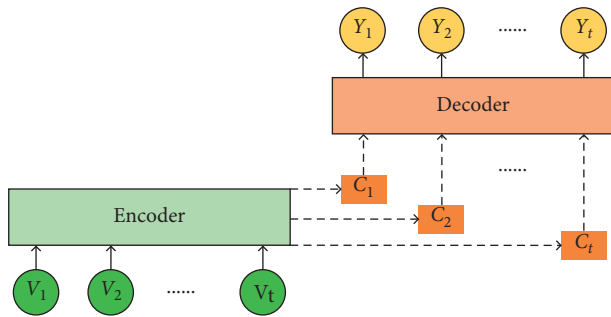 Y1 Y2 ...... Yt
Decoder
......
C1
Encoder
C2
Ct
V1 V2 ...... Vt